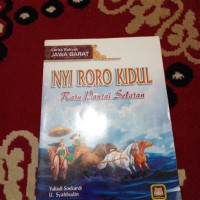 Cerita Rakyat
JAWA BARAT
NYI RORO KIDUL
Ratu Pantai Selatan
Yuliadi Soekardi
U. Syahbudin